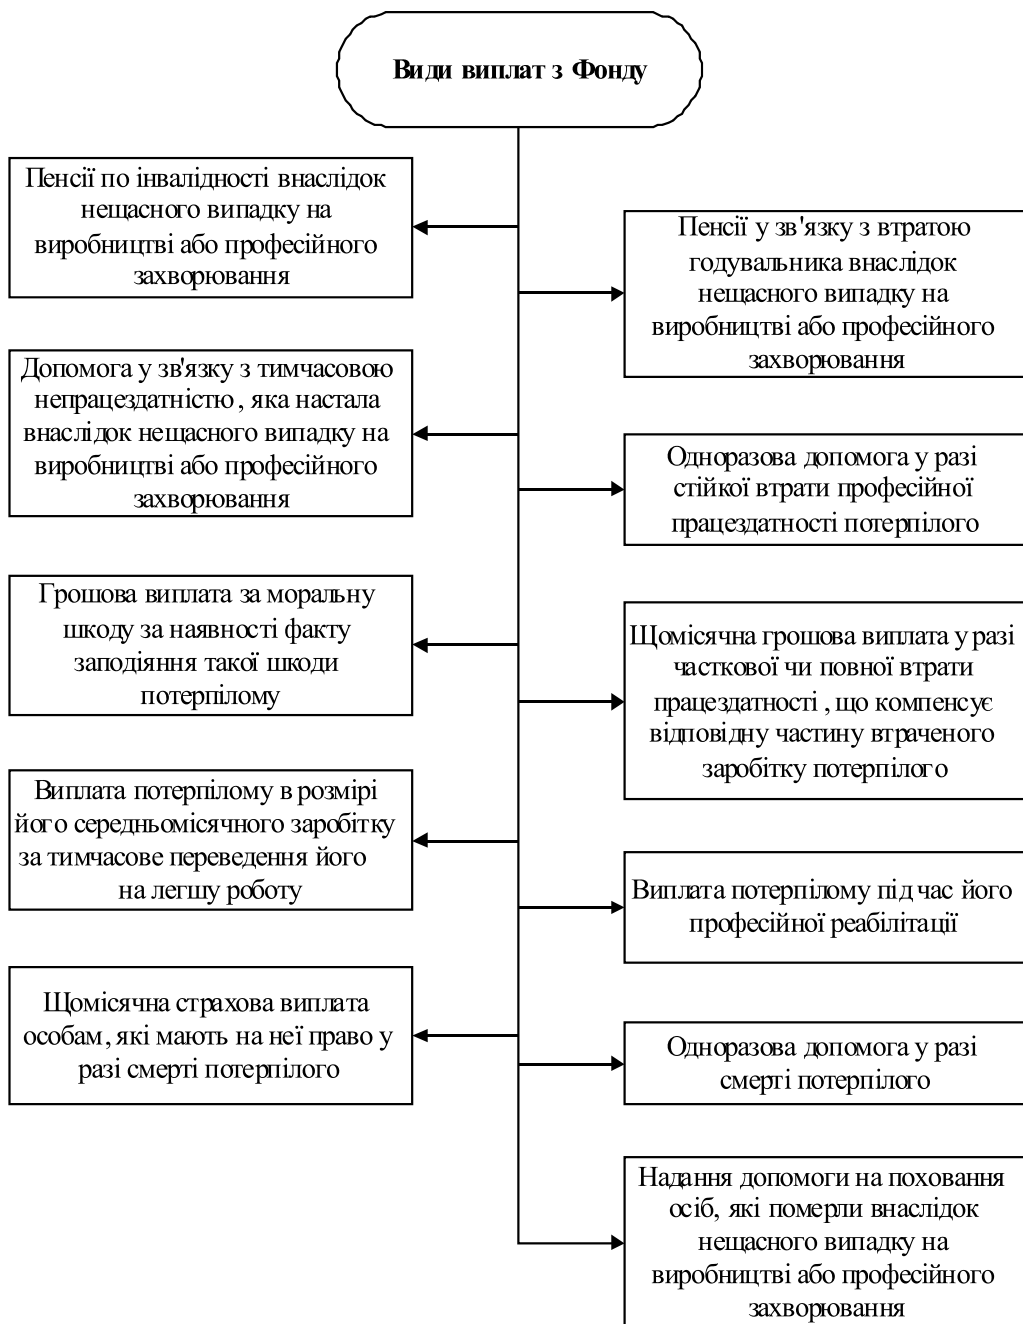 Види виплат з Фонду
Пенсії по інвалідності внаслідок
нещасного випадку на
виробництві або професійного
захворювання
Пенсії у зв'язку з втратою
годувальника внаслідок
нещасного випадку на
виробництві або професійного
захворювання
Допомога у зв'язку з тимчасовою
непрацездатністю, яка настала
внаслідок нещасного випадку на
виробництві або професійного
захворювання
Одноразова допомога у разі
стійкої втрати професійної
працездатності потерпілого
Грошова виплата за моральну
шкоду за наявності факту
заподіяння такої шкоди
потерпілому
Щомісячна грошова виплата у разі
часткової чи повної втрати
працездатності, що компенсує
відповідну частину втраченого
заробітку потерпілого
Виплата потерпілому в розмірі
його середньомісячного заробітку
за тимчасове переведення його
на легшу роботу
Виплата потерпілому під час його
професійної реабілітації
Щомісячна страхова виплата
особам, які мають на неї право у
разі смерті потерпілого
Одноразова допомога у разі
смерті потерпілого
Надання допомоги на поховання
осіб, які померли внаслідок
нещасного випадку на
виробництві або професійного
захворювання